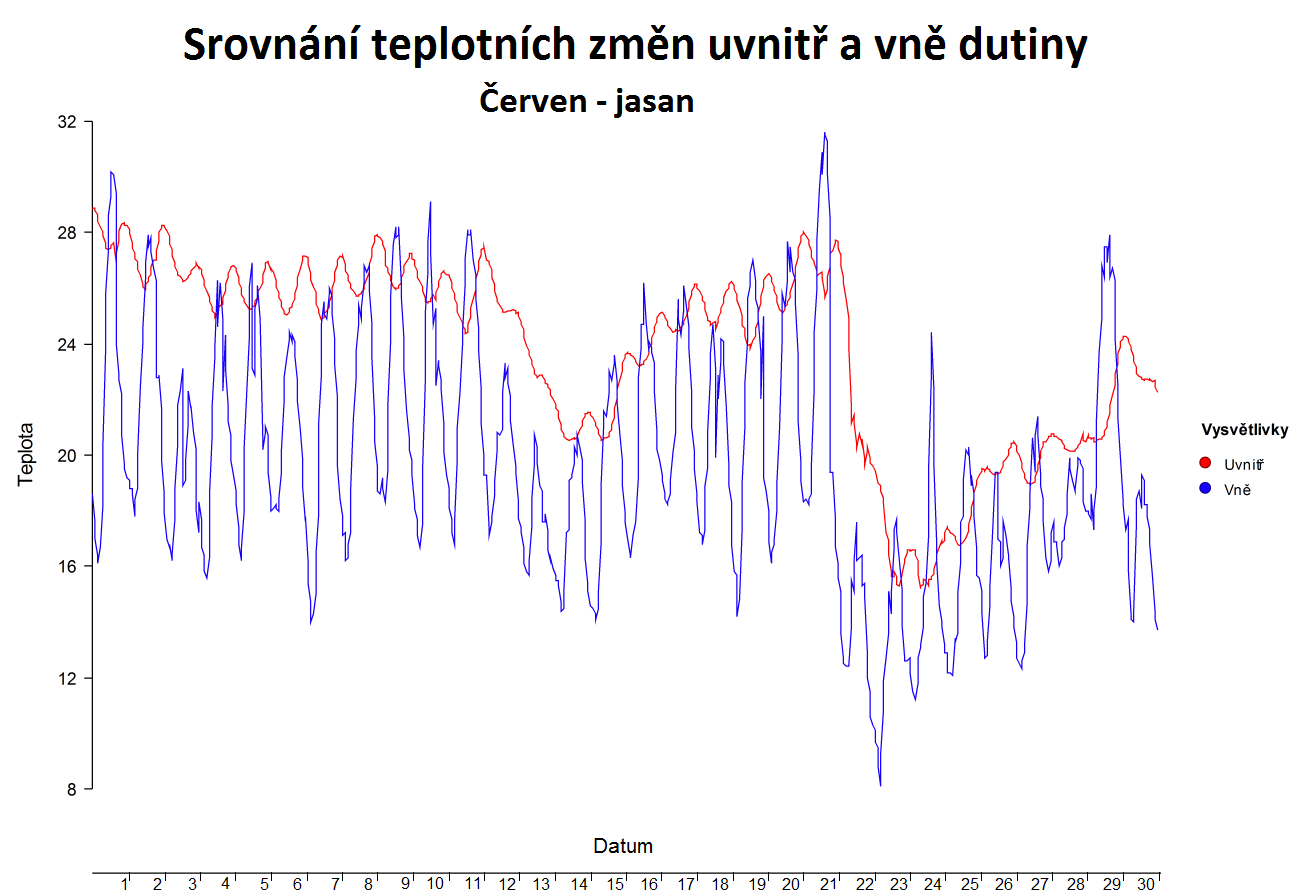 Srovnání teplotních změn uvnitř a vně dutiny
Červen - jasan
32
28
24
20
16
12
8
Teplota
Vysvětlivky
Uvnitř
Vně
Datum
1 2 3 4 5 6 7 8 9 10 11 12 13 14 15 16 17 18 19 20 21 22 23 24 25 26 27 28 29 30